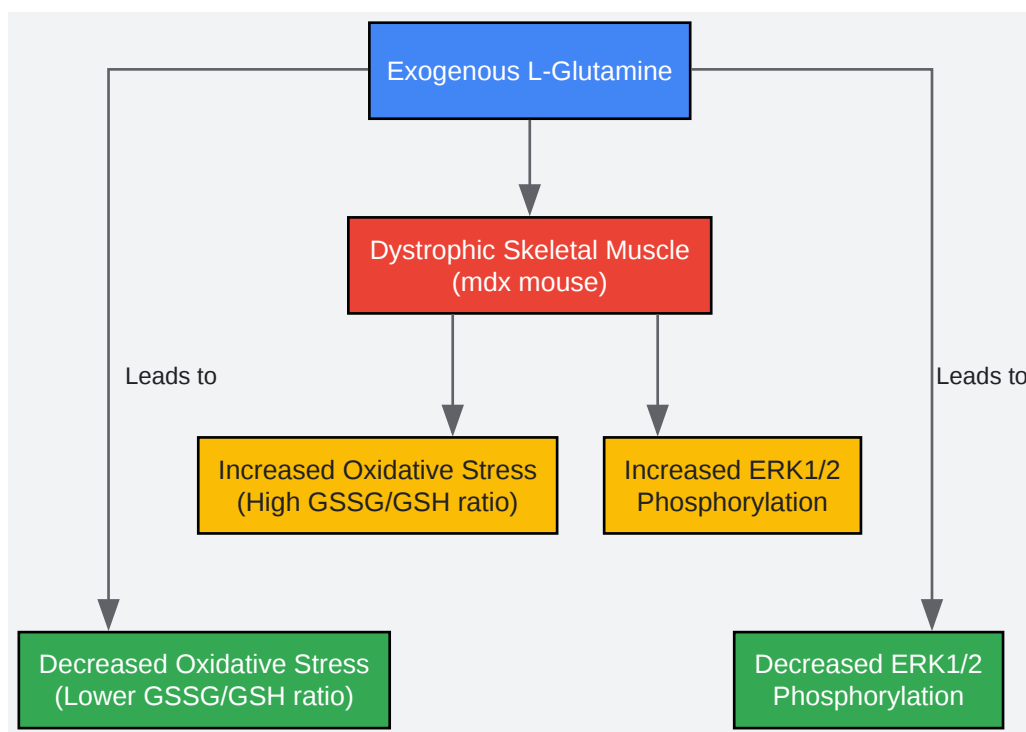 Exogenous L-Glutamine
Dystrophic Skeletal Muscle
(mdx mouse)
Leads to
Leads to
Increased Oxidative Stress
(High GSSG/GSH ratio)
Increased ERK1/2
Phosphorylation
Decreased Oxidative Stress
(Lower GSSG/GSH ratio)
Decreased ERK1/2
Phosphorylation